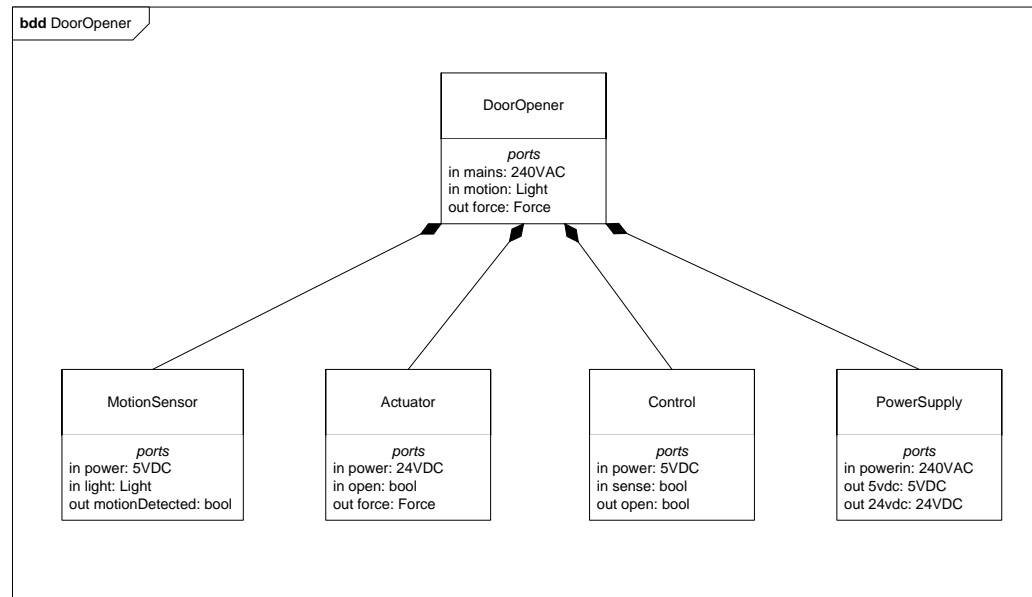 bdd DoorOpener
DoorOpener
ports
in mains: 240VAC
in motion: Light
out force: Force
MotionSensor
ports
in power: 5VDC
in light: Light
out motionDetected: bool
Actuator
ports
in power: 24VDC
in open: bool
out force: Force
Control
ports
in power: 5VDC
in sense: bool
out open: bool
PowerSupply
ports
in powerin: 240VAC
out 5vdc: 5VDC
out 24vdc: 24VDC